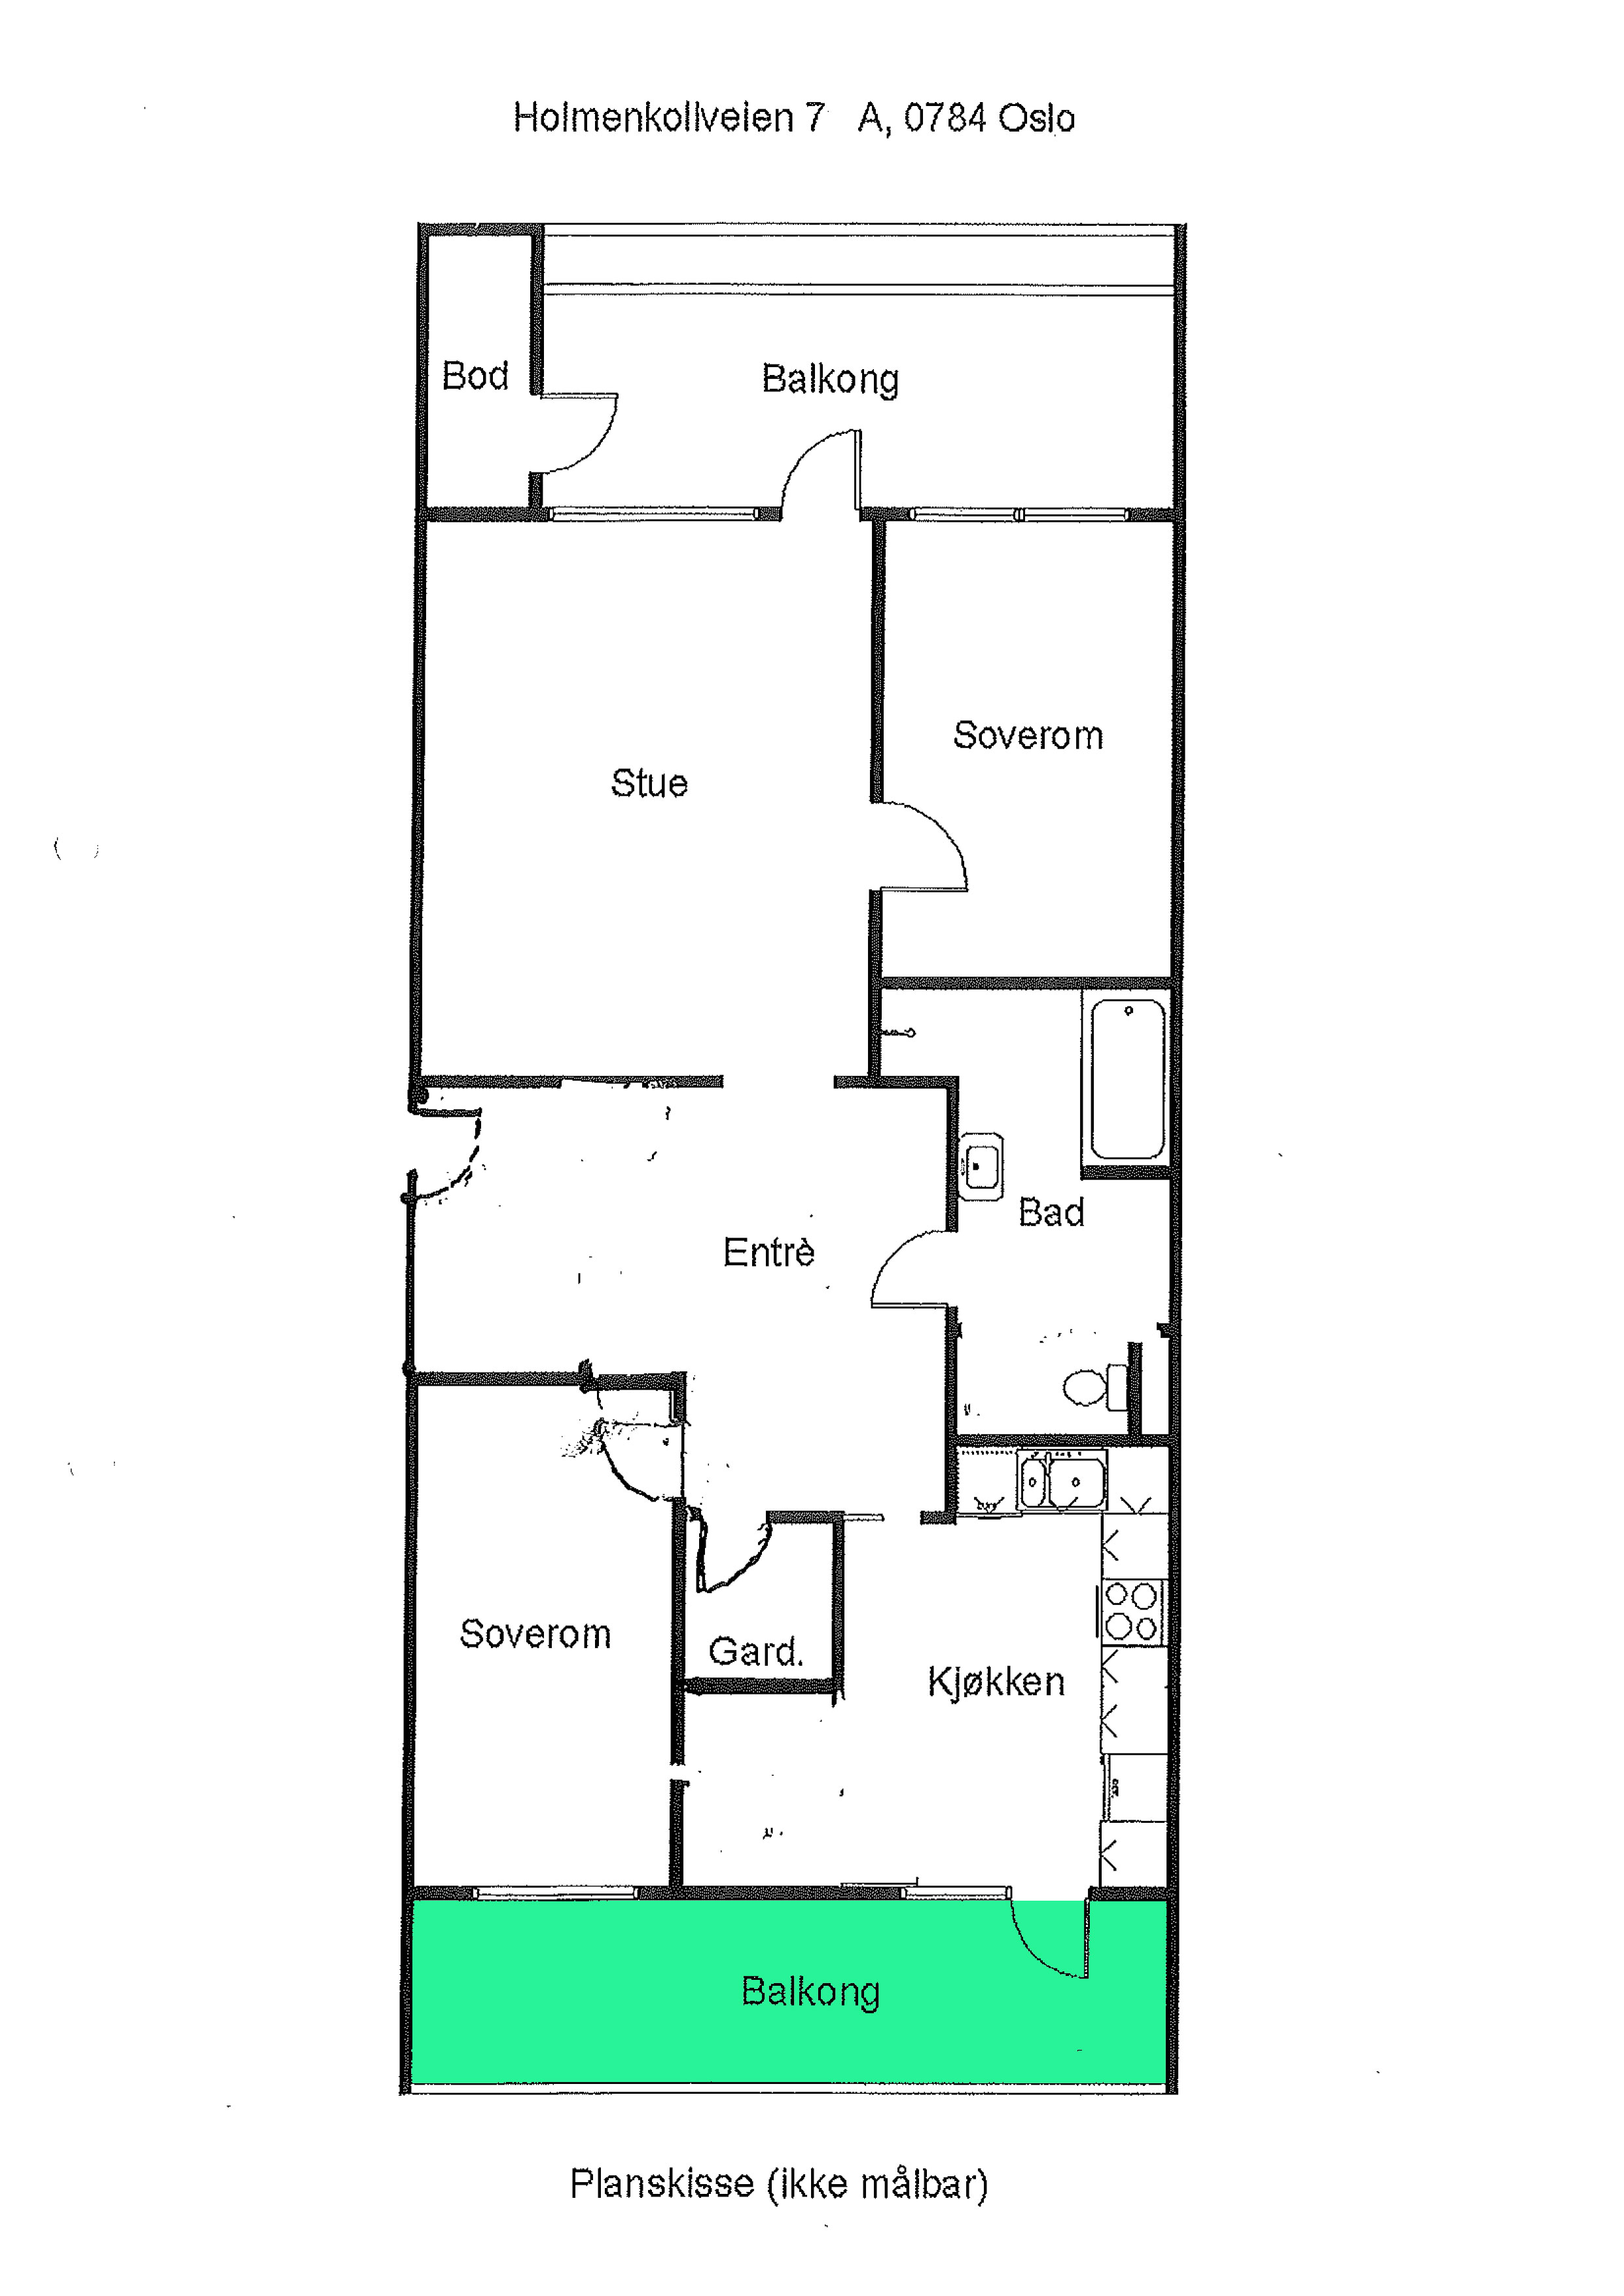 Holmenkollveien 7 A, 0784 Oslo
Bod
Balkong
Soverom
Stue
Bad
Entrè
Soverom
Gard.
Kjøkken
Balkong
Planskisse (ikke målbar)